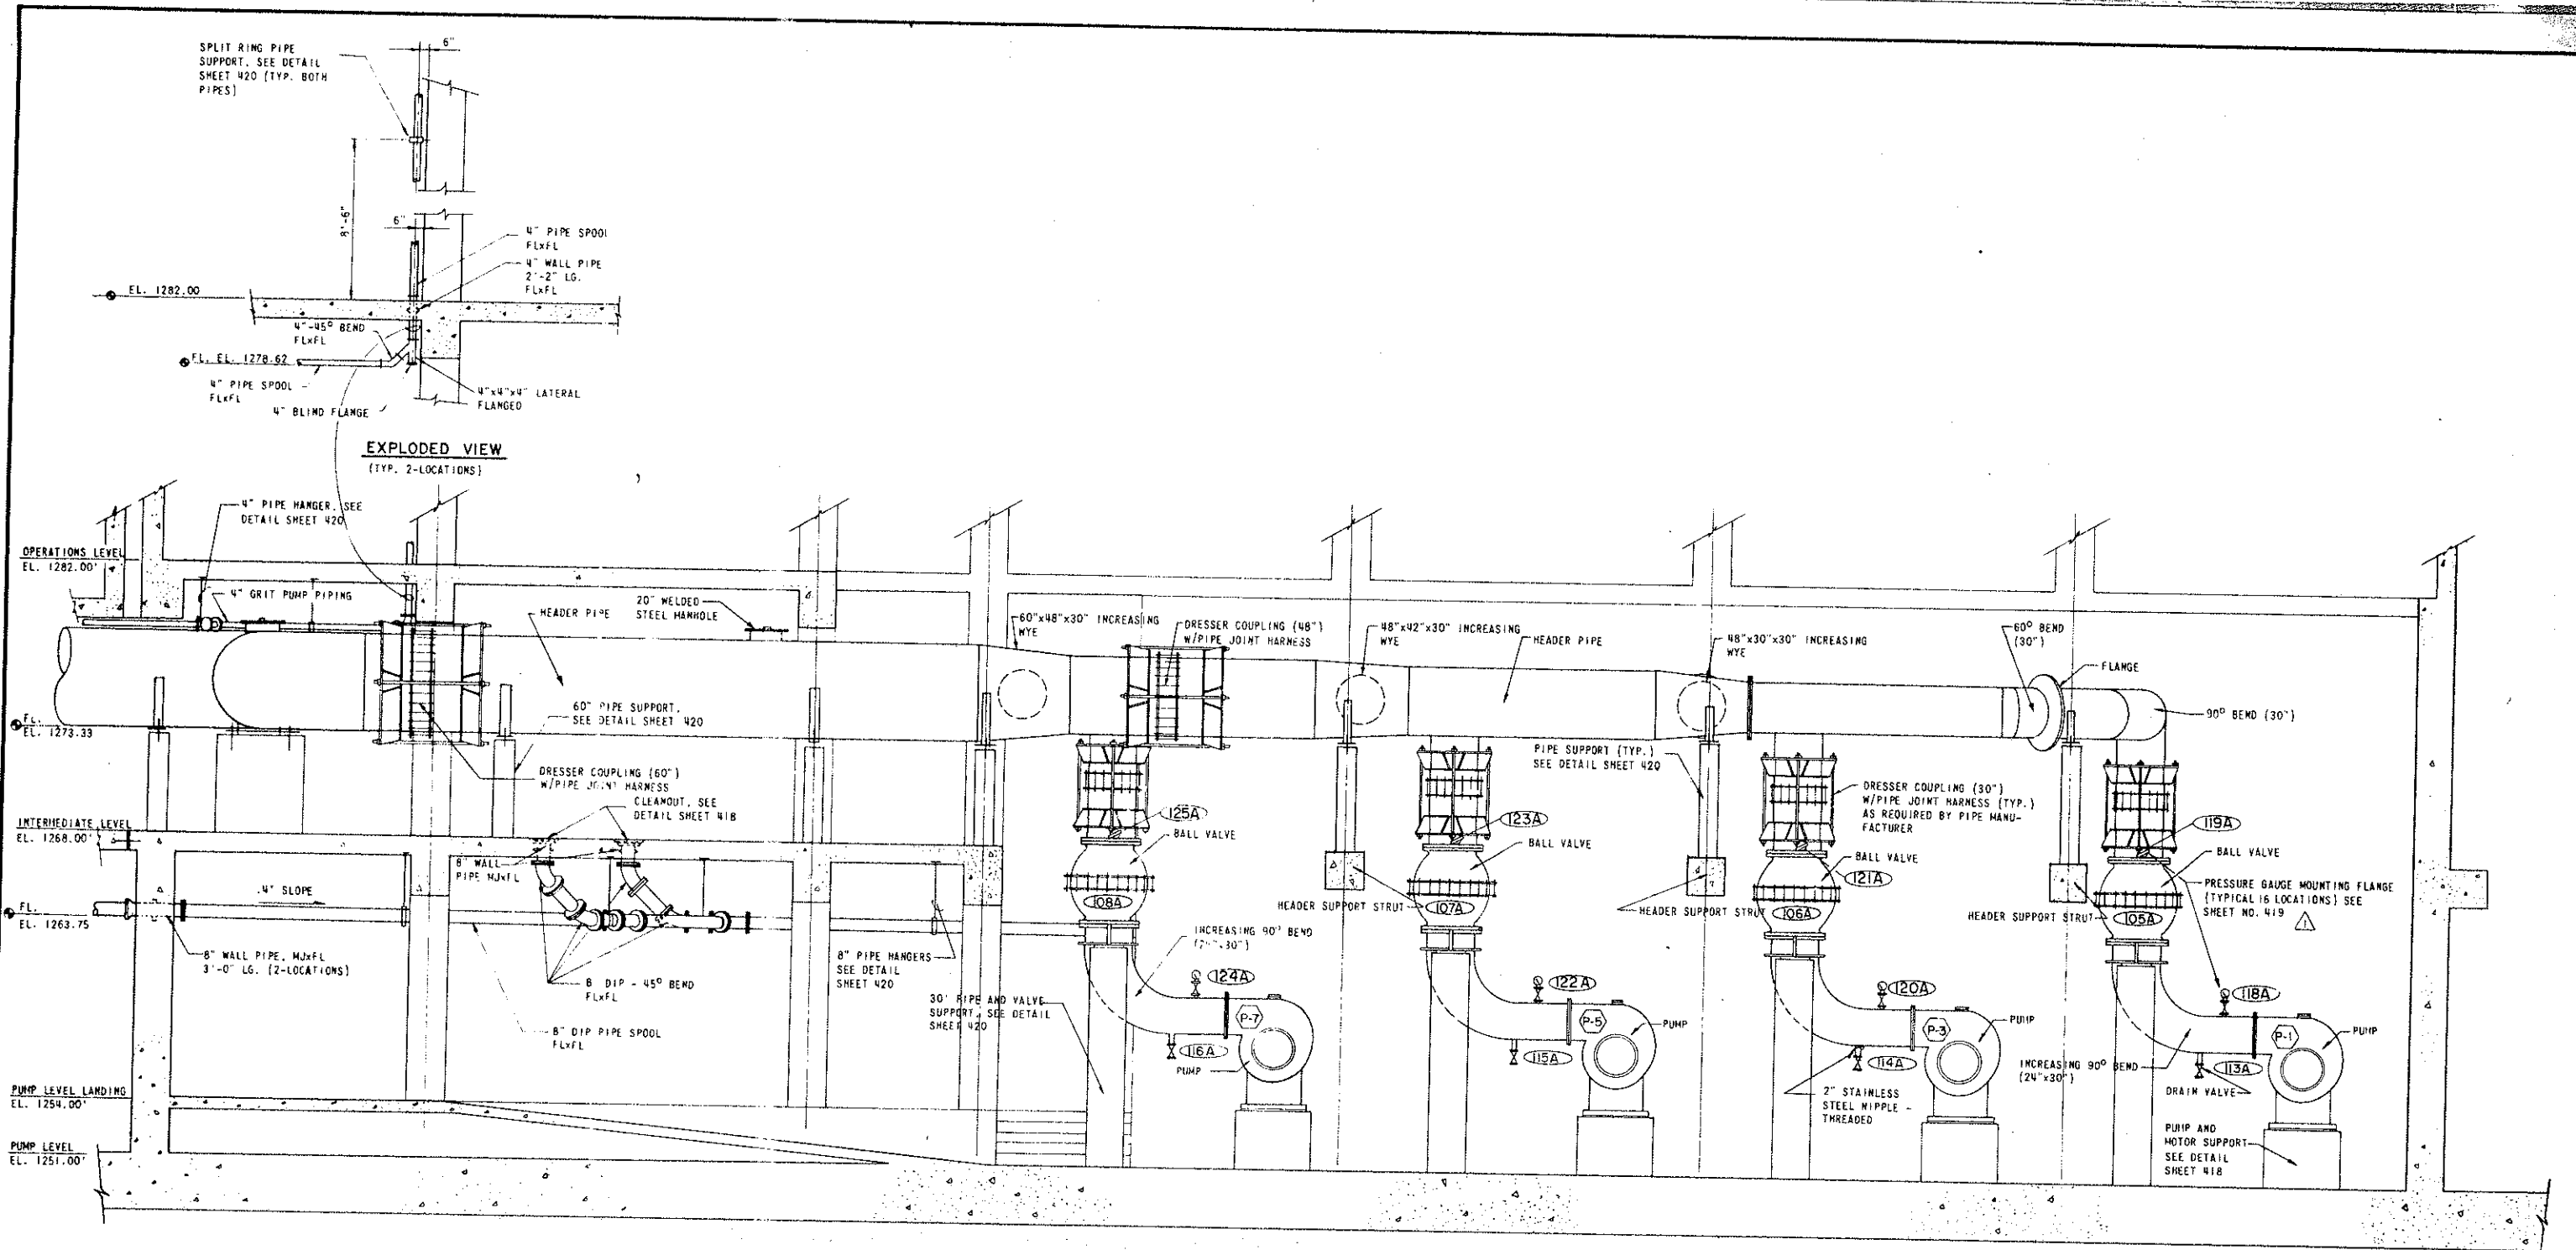 SPLIT RING PIPE
SUPPORT. SEE DETAIL
SHEET 420 (TYP. BOTH
PIPES)
6"
8'-6"
6"
4" PIPE SPOOL
FLxFL
4" WALL PIPE
2'-2" LG.
FLxFL
EL. 1282.00
4"-45° BEND
FLxFL
FL. EL. 1278.62
4" PIPE SPOOL
FLxFL
4" BLIND FLANGE
4"x4"x4" LATERAL
FLANGED
EXPLODED VIEW
(TYP. 2-LOCATIONS)
4" PIPE HANGER. SEE
DETAIL SHEET 420
OPERATIONS LEVEL
EL. 1282.00'
4" GRIT PUMP PIPING
HEADER PIPE
20" WELDED
STEEL MANHOLE
60"x48"x30" INCREASING
WYE
DRESSER COUPLING (48")
W/PIPE JOINT HARNESS
48"x42"x30" INCREASING
WYE
HEADER PIPE
48"x30"x30" INCREASING
WYE
60° BEND
(30")
FLANGE
90° BEND (30")
FL.
EL. 1273.33
60" PIPE SUPPORT.
SEE DETAIL SHEET 420
DRESSER COUPLING (60")
W/PIPE JOINT HARNESS
CLEANOUT. SEE
DETAIL SHEET 418
PIPE SUPPORT (TYP.)
SEE DETAIL SHEET 420
DRESSER COUPLING (30")
W/PIPE JOINT HARNESS (TYP.)
AS REQUIRED BY PIPE MANU-
FACTURER
INTERMEDIATE LEVEL
EL. 1268.00'
8" WALL
PIPE MJxFL
125A
BALL VALVE
123A
BALL VALVE
BALL VALVE
121A
119A
BALL VALVE
.4" SLOPE
FL.
EL. 1263.75
108A
HEADER SUPPORT STRUT
107A
HEADER SUPPORT STRUT
106A
HEADER SUPPORT STRUT
105A
PRESSURE GAUGE MOUNTING FLANGE
(TYPICAL 16 LOCATIONS) SEE
SHEET NO. 419
1
8" WALL PIPE, MJxFL
3'-0" LG. (2-LOCATIONS)
8" DIP - 45° BEND
FLxFL
8" DIP PIPE SPOOL
FLxFL
8" PIPE HANGERS
SEE DETAIL
SHEET 420
INCREASING 90° BEND
(24"x30")
30" PIPE AND VALVE
SUPPORT. SEE DETAIL
SHEET 420
124A
P-7
116A
PUMP
122A
P-5
PUMP
115A
120A
P-3
PUMP
114A
2" STAINLESS
STEEL NIPPLE -
THREADED
118A
P-1
PUMP
INCREASING 90° BEND
(24"x30")
113A
DRAIN VALVE
PUMP AND
MOTOR SUPPORT
SEE DETAIL
SHEET 418
PUMP LEVEL LANDING
EL. 1254.00'
PUMP LEVEL
EL. 1251.00'